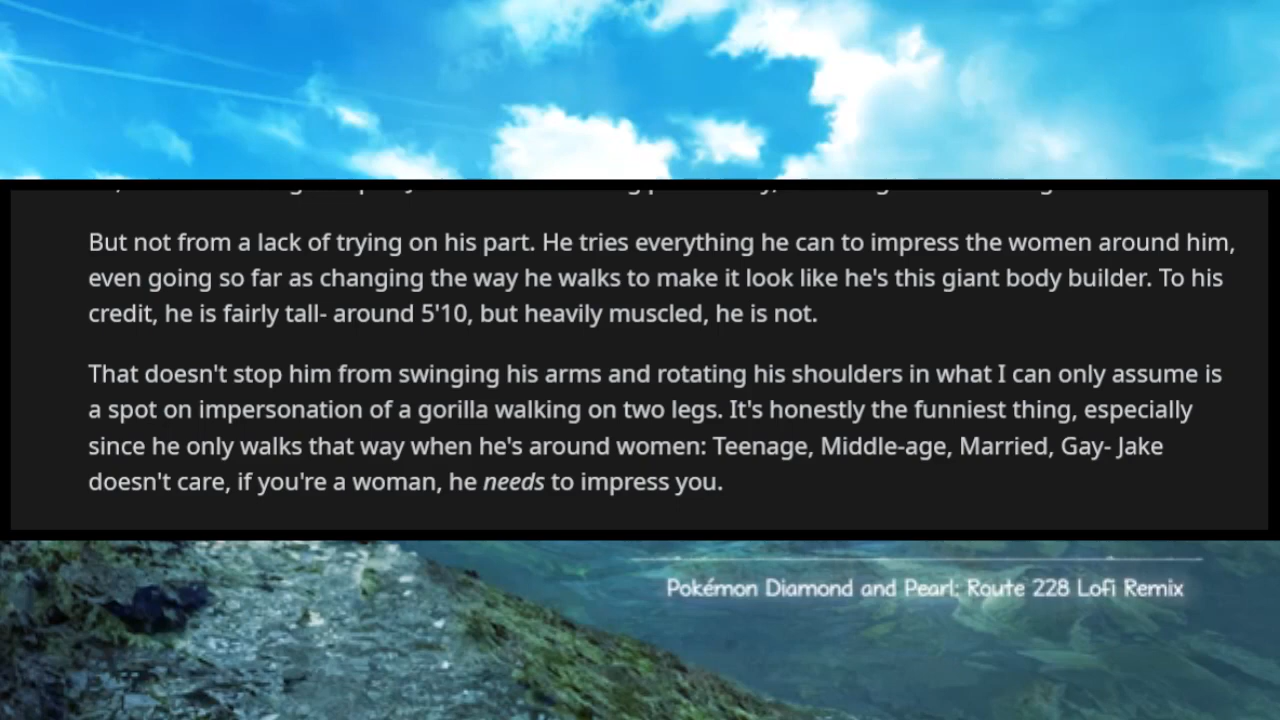 But not from a lack of trying on his part. He tries everything he can to impress the women around him,
even going so far as changing the way he walks to make it look like he's this giant body builder. To his
credit, he is fairly tall- around 5'10, but heavily muscled, he is not.
That doesn't stop him from swinging his arms and rotating his shoulders in what I can only assume is
a spot on impersonation of a gorilla walking on two legs. It's honestly the funniest thing, especially
since he only walks that way when he's around women: Teenage, Middle-age, Married, Gay- Jake
doesn't care, if you're a woman, he needs to impress you.
Pokémon Diamond and Pearl: Route 228 Lofi Remix